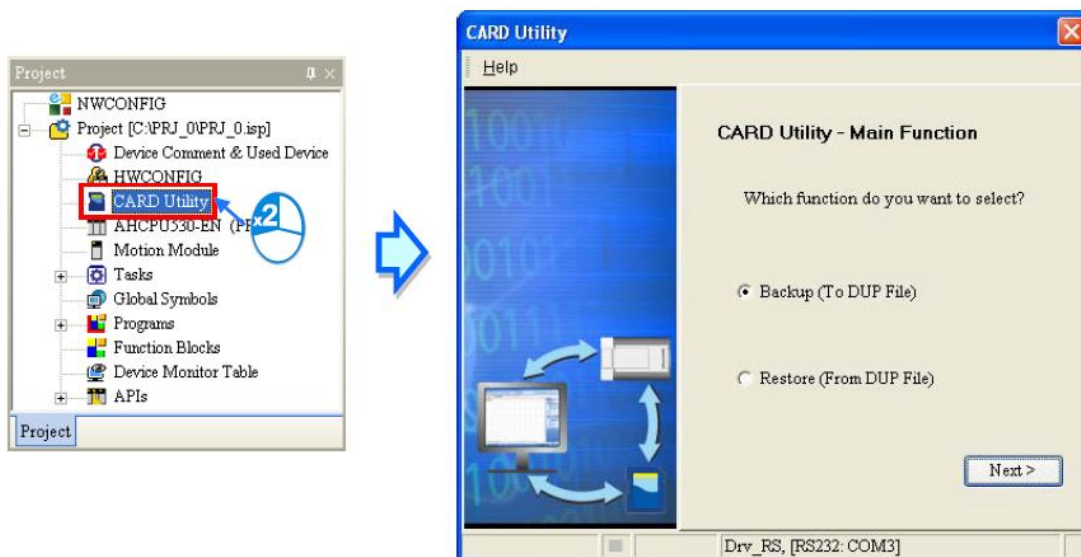 Project
NWCONFIG
Project [C:\PRJ_0\PRJ_0.isp]
Device Comment & Used Device
HWCONFIG
CARD Utility
AHCPU530-EN
Motion Module
Tasks
Global Symbols
Programs
Function Blocks
Device Monitor Table
APIs
Project
x2
CARD Utility
Help
CARD Utility - Main Function
Which function do you want to select?
Backup (To DUP File)
Restore (From DUP File)
Next >
Drv_RS, [RS232: COM3]